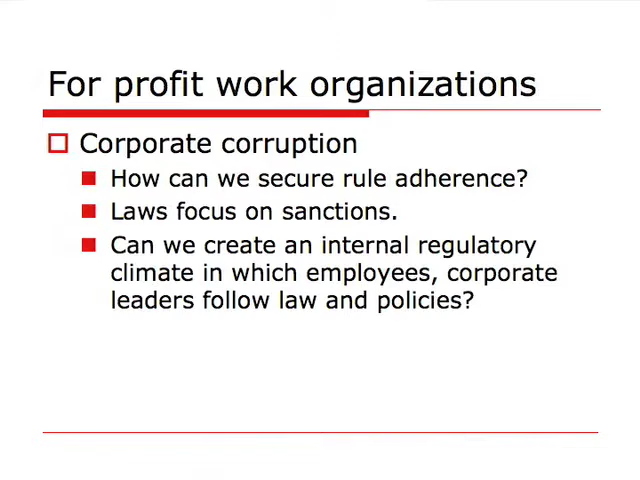 For profit work organizations
Corporate corruption
How can we secure rule adherence?
Laws focus on sanctions.
Can we create an internal regulatory
climate in which employees, corporate
leaders follow law and policies?